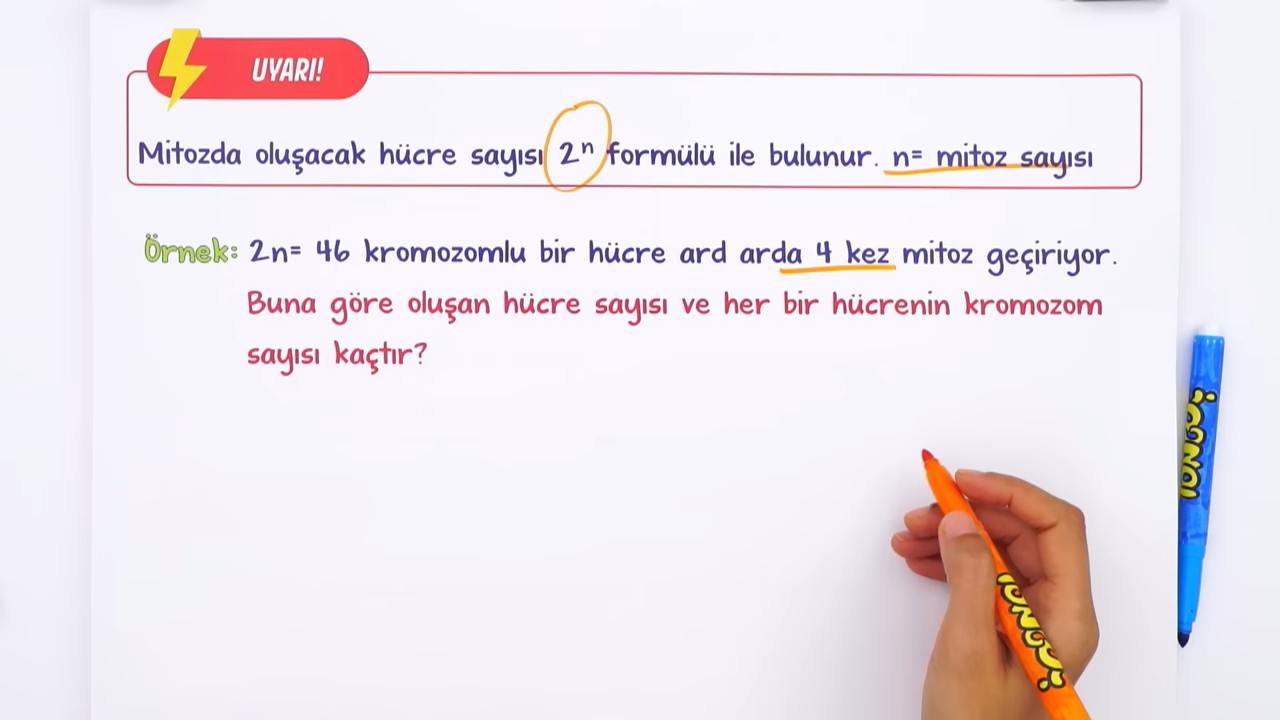 UYARI!
Mitozda oluşacak hücre sayısı 2ⁿ formülü ile bulunur. n= mitoz sayısı
Örnek: 2n= 46 kromozomlu bir hücre ard arda 4 kez mitoz geçiriyor.
Buna göre oluşan hücre sayısı ve her bir hücrenin kromozom
sayısı kaçtır?